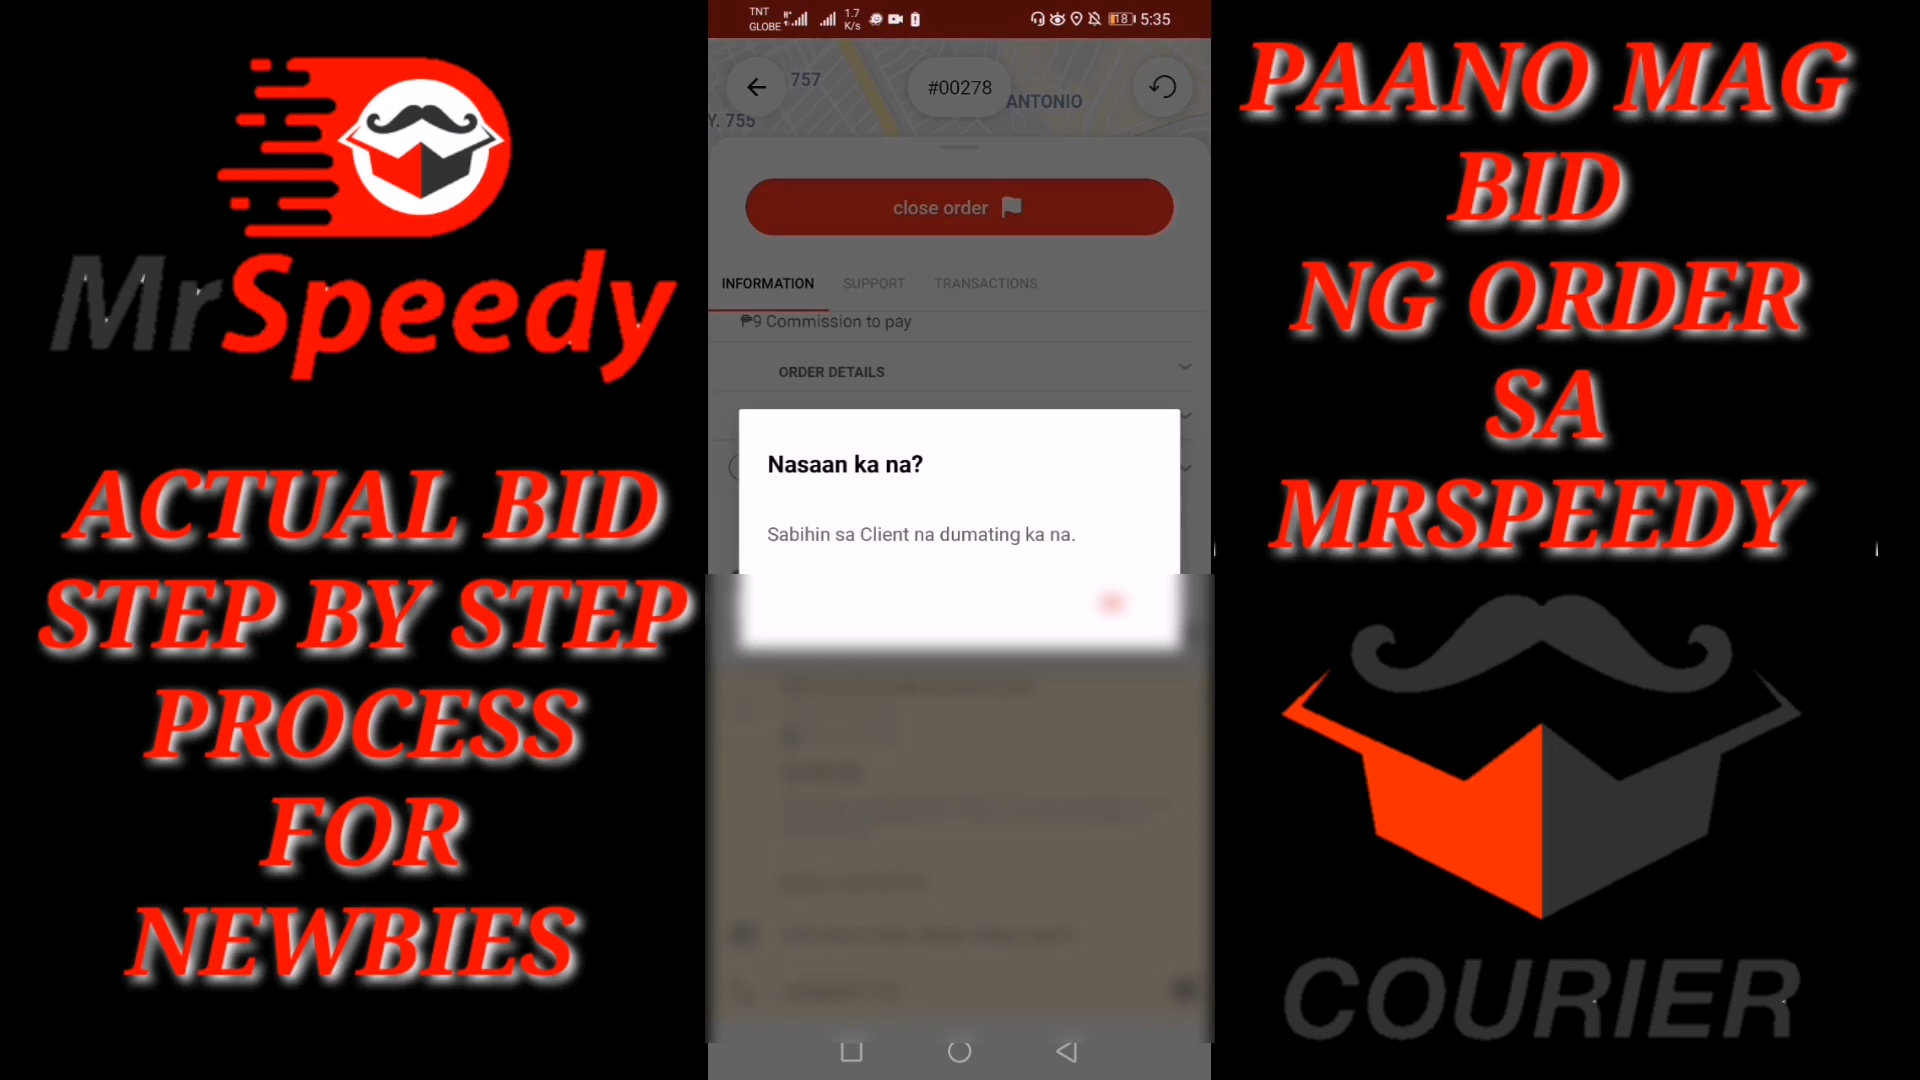 MrSpeedy
ACTUAL BID
STEP BY STEP
PROCESS
FOR
NEWBIES
TNT
GLOBE
1.7
K/s
18
5:35
757
#00278
ANTONIO
Y. 755
close order
INFORMATION
SUPPORT
TRANSACTIONS
₱9 Commission to pay
ORDER DETAILS
Nasaan ka na?
Sabihin sa Client na dumating ka na.
PAANO MAG
BID
NG ORDER
SA
MRSPEEDY
COURIER